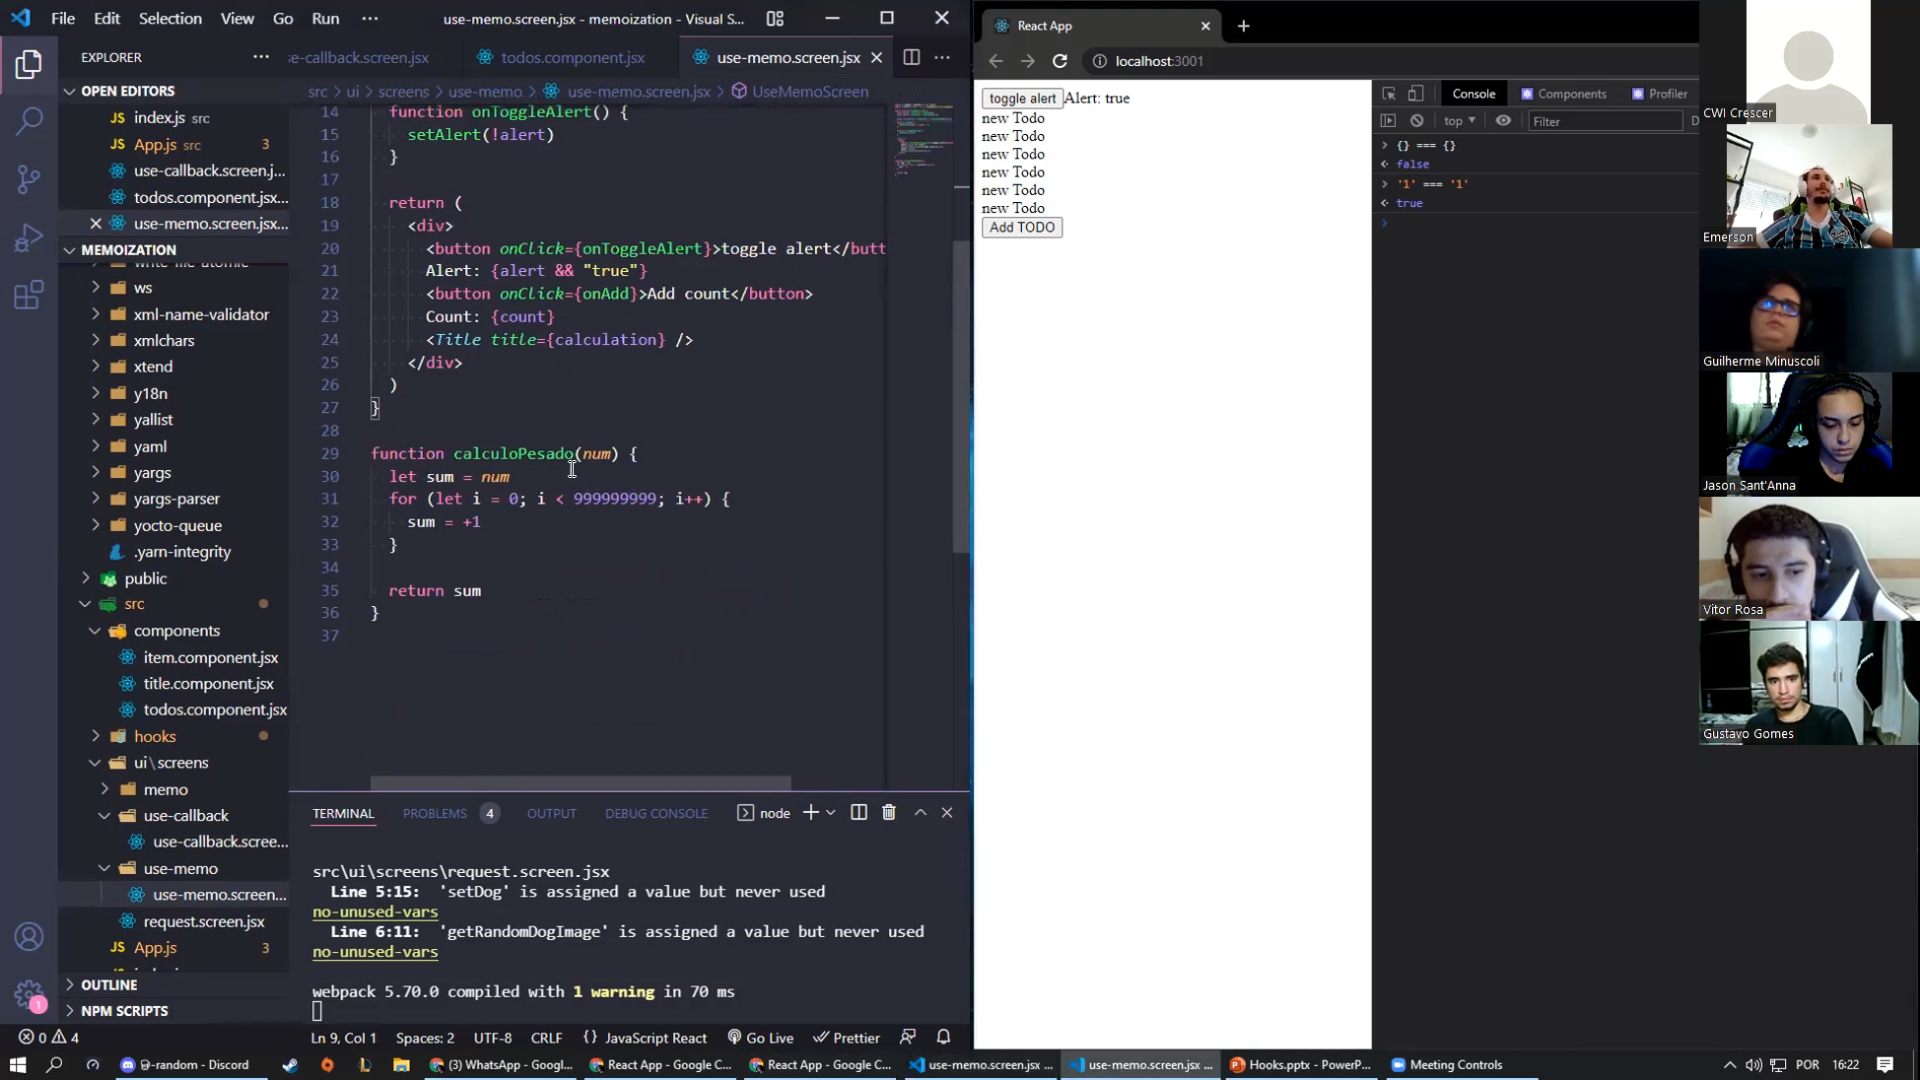 File Edit Selection View Go Run ··· use-memo.screen.jsx - memoization - Visual S...
EXPLORER
OPEN EDITORS
index.js src
App.js src 3
use-callback.screen.j...
todos.component.jsx...
use-memo.screen.jsx...
MEMOIZATION
ws
xml-name-validator
xmlchars
xtend
y18n
yallist
yaml
yargs
yargs-parser
yocto-queue
.yarn-integrity
public
src
components
item.component.jsx
title.component.jsx
todos.component.jsx
hooks
ui\screens
memo
use-callback
use-callback.scree...
use-memo
use-memo.screen...
request.screen.jsx
App.js 3
OUTLINE
NPM SCRIPTS
1
se-callback.screen.jsx todos.component.jsx use-memo.screen.jsx
src > ui > screens > use-memo > use-memo.screen.jsx > UseMemoScreen
14 function onToggleAlert() {
15 setAlert(!alert)
16 }
17
18 return (
19 <div>
20 <button onClick={onToggleAlert}>toggle alert</butt
21 Alert: {alert && "true"}
22 <button onClick={onAdd}>Add count</button>
23 Count: {count}
24 <Title title={calculation} />
25 </div>
26 )
27 }
28
29 function calculoPesado(num) {
30 let sum = num
31 for (let i = 0; i < 999999999; i++) {
32 sum = +1
33 }
34
35 return sum
36 }
37
TERMINAL PROBLEMS 4 OUTPUT DEBUG CONSOLE node
src\ui\screens\request.screen.jsx
Line 5:15: 'setDog' is assigned a value but never used
no-unused-vars
Line 6:11: 'getRandomDogImage' is assigned a value but never used
no-unused-vars
webpack 5.70.0 compiled with 1 warning in 70 ms
0 4 Ln 9, Col 1 Spaces: 2 UTF-8 CRLF {} JavaScript React Go Live Prettier
React App
localhost:3001
toggle alert Alert: true
new Todo
new Todo
new Todo
new Todo
new Todo
new Todo
Add TODO
Console Components Profiler
top Filter
{} === {}
false
'1' === '1'
true
CWI Crescer
Emerson
Guilherme Minuscoli
Jason Sant'Anna
Vitor Rosa
Gustavo Gomes
@-random - Discord (3) WhatsApp - Googl... React App - Google C... React App - Google C... use-memo.screen.jsx ... use-memo.screen.jsx ... Hooks.pptx - PowerP... Meeting Controls POR 16:22